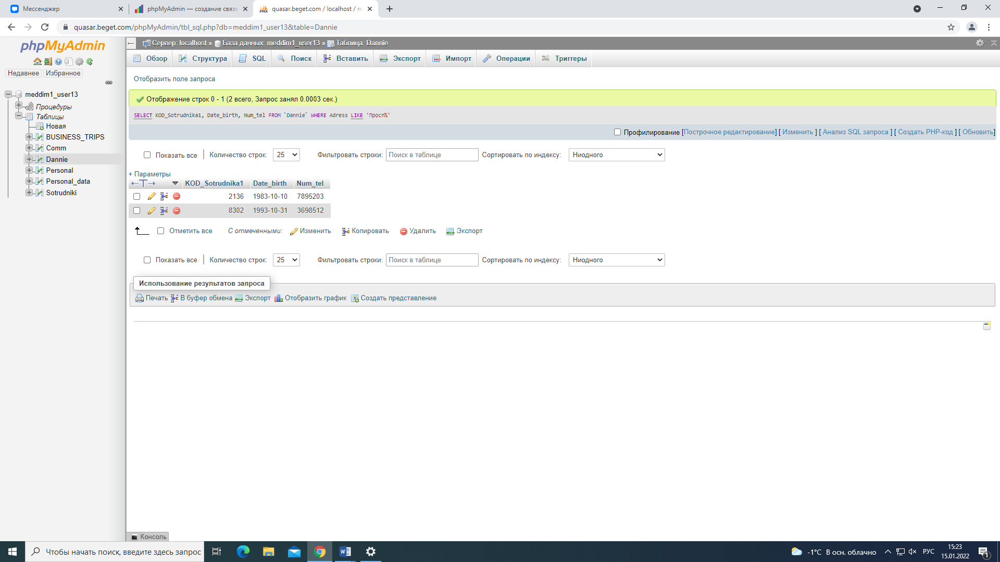 Мессенджер
phpMyAdmin — создание связе
quasar.beget.com / localhost / m
quasar.beget.com/phpMyAdmin/tbl_sql.php?db=meddim1_user13&table=Dannie
phpMyAdmin
Недавнее Избранное
meddim1_user13
Процедуры
Таблицы
Новая
BUSINESS_TRIPS
Comm
Dannie
Personal
Personal_data
Sotrudniki
Сервер: localhost » База данных: meddim1_user13 » Таблица: Dannie
Обзор Структура SQL Поиск Вставить Экспорт Импорт Операции Триггеры
Отобразить поле запроса
Отображение строк 0 - 1 (2 всего, Запрос занял 0.0003 сек.)
SELECT KOD_Sotrudnika1, Date_birth, Num_tel FROM `Dannie` WHERE Adress LIKE 'Просп%'
Профилирование [Построчное редактирование] [ Изменить ] [ Анализ SQL запроса ] [ Создать PHP-код ] [ Обновить]
Показать все | Количество строк: 25 Фильтровать строки: Поиск в таблице Сортировать по индексу: Ниодного
+ Параметры
←T→ KOD_Sotrudnika1 Date_birth Num_tel
2136 1983-10-10 7895203
8302 1993-10-31 3698512
Отметить все С отмеченными: Изменить Копировать Удалить Экспорт
Показать все | Количество строк: 25 Фильтровать строки: Поиск в таблице Сортировать по индексу: Ниодного
Использование результатов запроса
Печать В буфер обмена Экспорт Отобразить график Создать представление
Консоль
Чтобы начать поиск, введите здесь запрос
-1°C В осн. облачно
РУС
15:23
15.01.2022
1